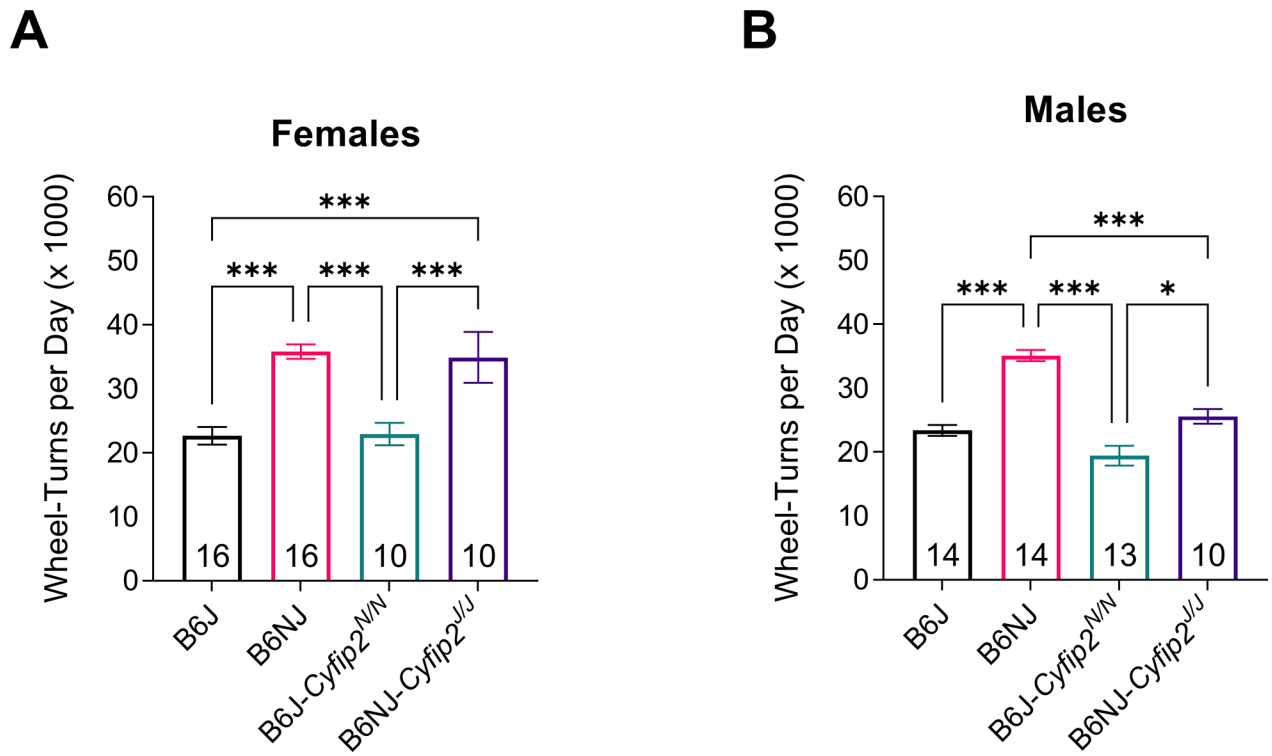 A
Females
Wheel-Turns per Day (x 1000)
60
50
40
30
20
10
0
***
*** *** ***
16 16 10 10
B6J
B6NJ
B6J-Cyfip2N/N
B6NJ-Cyfip2J/J
B
Males
Wheel-Turns per Day (x 1000)
60
50
40
30
20
10
0
***
*** *** *
14 14 13 10
B6J
B6NJ
B6J-Cyfip2N/N
B6NJ-Cyfip2J/J